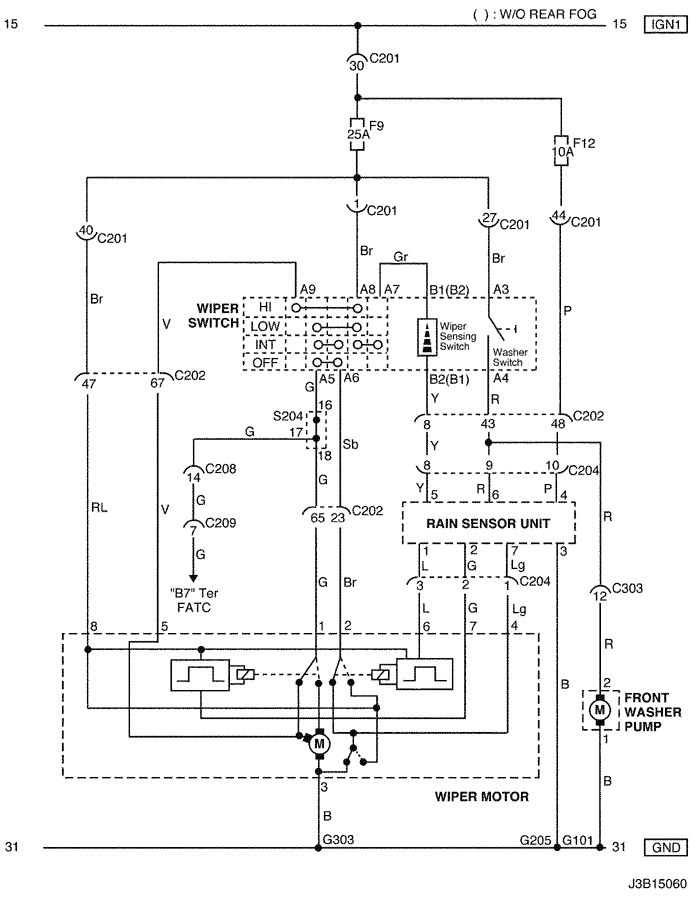 ( ) : W/O REAR FOG
15 15 IGN1
30 C201
F9
25A
F12
10A
1 C201
27 C201
44 C201
40 C201
Br Br Gr Br P
A9 A8 A7 B1(B2) A3
WIPER SWITCH
HI
LOW
INT
OFF
Wiper Sensing Switch
Washer Switch
V
47 67 C202
A5 A6 B2(B1) A4
G Y R
16
S204
17
18
G
Sb
8 43 48 C202
Y
8 9 10 C204
14 C208
G
7 C209
G
"B7" Ter FATC
RL V G
65 23 C202
Y R P
5 6 4
RAIN SENSOR UNIT
1 2 7 3
L G Lg
3 2 1 C204
L G Lg
R
12 C303
R
G Br
8 5 1 2 6 7 4
B
2
M
FRONT WASHER PUMP
1
M
3
WIPER MOTOR
B B
G303 G205 G101
31 31 GND
J3B15060